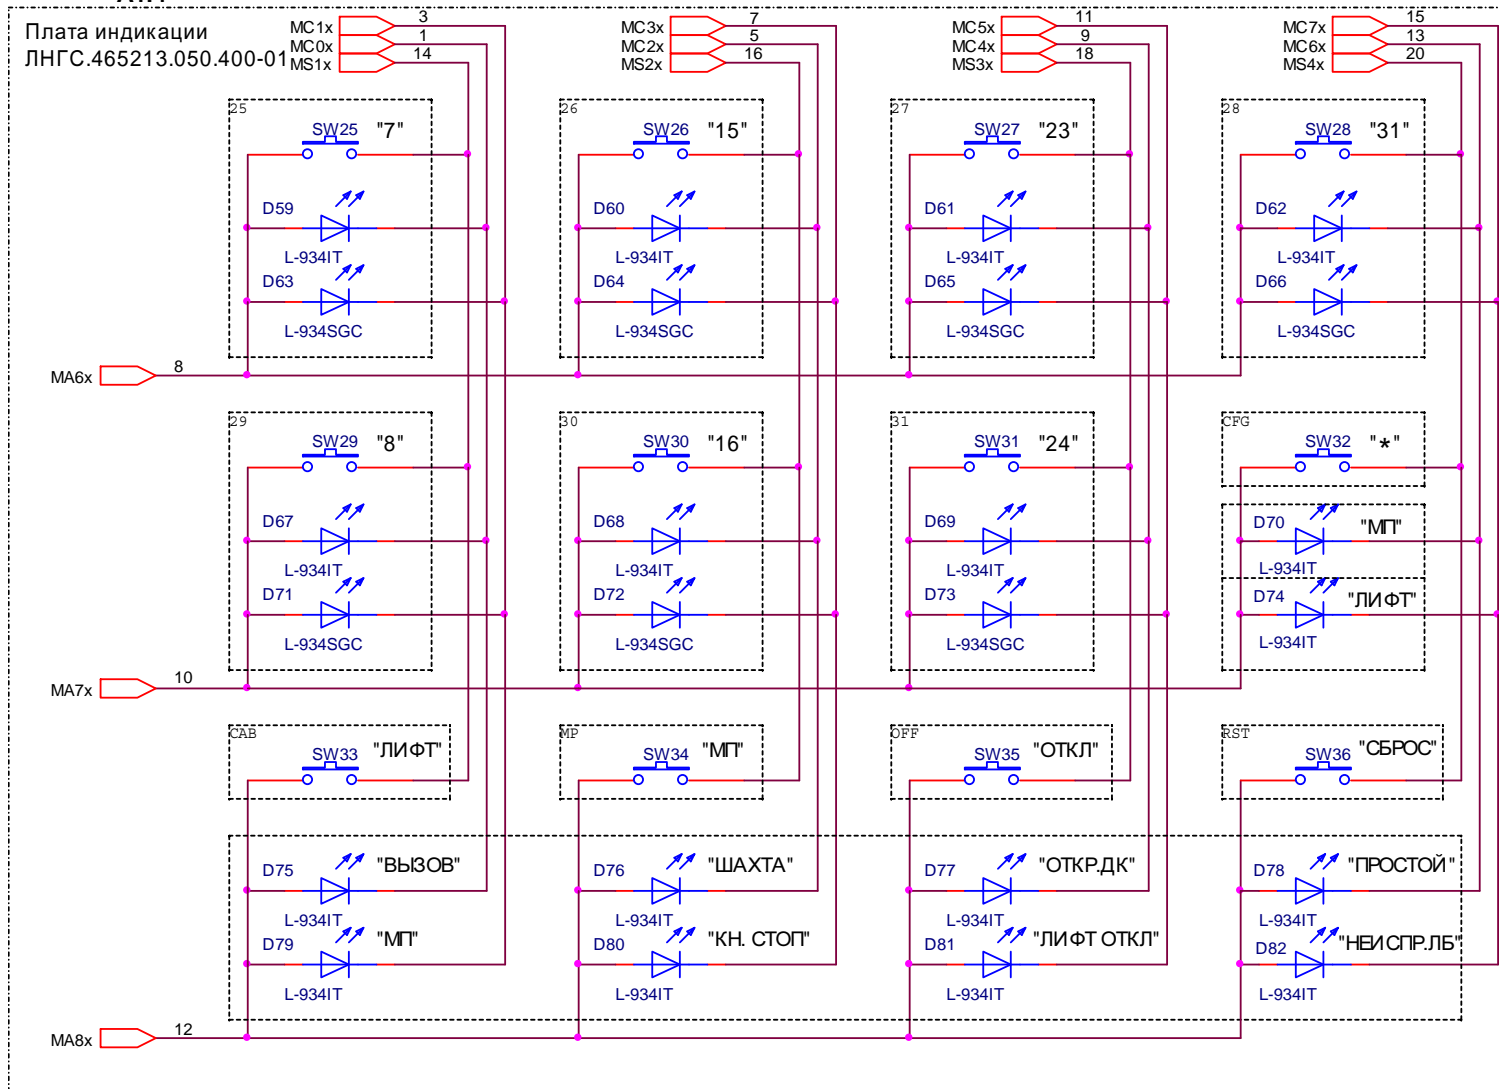 Плата индикации
ЛНГС.465213.050.400-01
MC1x 3
MC0x 1
MS1x 14
MC3x 7
MC2x 5
MS2x 16
MC5x 11
MC4x 9
MS3x 18
MC7x 15
MC6x 13
MS4x 20
25 SW25 "7"
26 SW26 "15"
27 SW27 "23"
28 SW28 "31"
D59 D60 D61 D62
L-934IT L-934IT L-934IT L-934IT
D63 D64 D65 D66
L-934SGC L-934SGC L-934SGC L-934SGC
MA6x 8
29 SW29 "8"
30 SW30 "16"
31 SW31 "24"
CFG SW32 "*"
D67 D68 D69 D70 "МП"
L-934IT L-934IT L-934IT L-934IT
D71 D72 D73 D74 "ЛИФТ"
L-934SGC L-934SGC L-934SGC L-934IT
MA7x 10
CAB SW33 "ЛИФТ"
MP SW34 "МП"
OFF SW35 "ОТКЛ"
RST SW36 "СБРОС"
D75 "ВЫЗОВ" D76 "ШАХТА" D77 "ОТКР.ДК" D78 "ПРОСТОЙ"
L-934IT L-934IT L-934IT L-934IT
D79 "МП" D80 "КН. СТОП" D81 "ЛИФТ ОТКЛ" D82 "НЕИСПР.ЛБ"
L-934IT L-934IT L-934IT L-934IT
MA8x 12